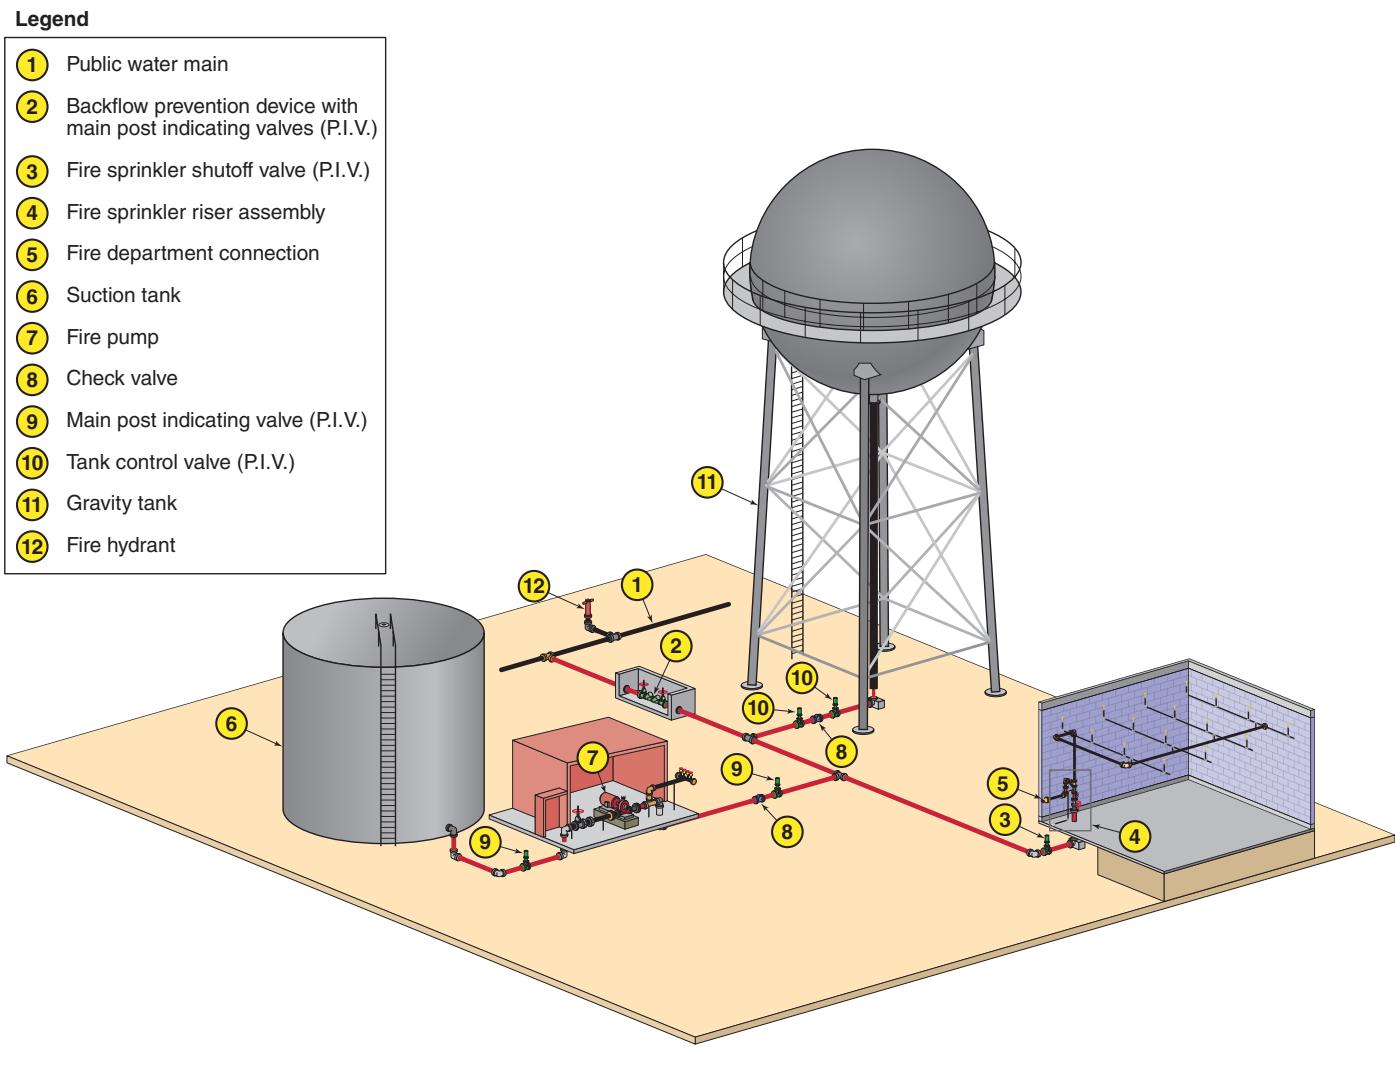 Legend
1 Public water main
2 Backflow prevention device with
main post indicating valves (P.I.V.)
3 Fire sprinkler shutoff valve (P.I.V.)
4 Fire sprinkler riser assembly
5 Fire department connection
6 Suction tank
7 Fire pump
8 Check valve
9 Main post indicating valve (P.I.V.)
10 Tank control valve (P.I.V.)
11 Gravity tank
12 Fire hydrant
11
12
1
2
10
10
6
8
7
9
5
3
8
4
9